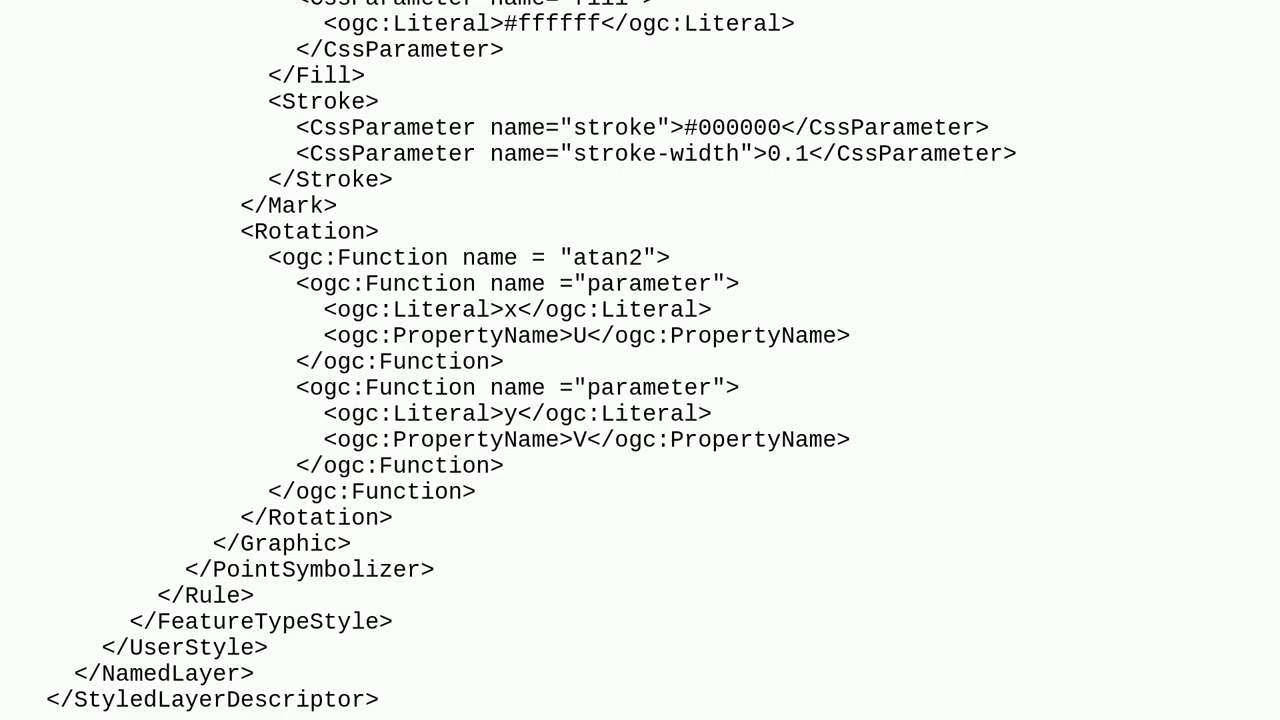 <CssParameter name="fill">
<ogc:Literal>#ffffff</ogc:Literal>
</CssParameter>
</Fill>
<Stroke>
<CssParameter name="stroke">#000000</CssParameter>
<CssParameter name="stroke-width">0.1</CssParameter>
</Stroke>
</Mark>
<Rotation>
<ogc:Function name = "atan2">
<ogc:Function name ="parameter">
<ogc:Literal>x</ogc:Literal>
<ogc:PropertyName>U</ogc:PropertyName>
</ogc:Function>
<ogc:Function name ="parameter">
<ogc:Literal>y</ogc:Literal>
<ogc:PropertyName>V</ogc:PropertyName>
</ogc:Function>
</ogc:Function>
</Rotation>
</Graphic>
</PointSymbolizer>
</Rule>
</FeatureTypeStyle>
</UserStyle>
</NamedLayer>
</StyledLayerDescriptor>